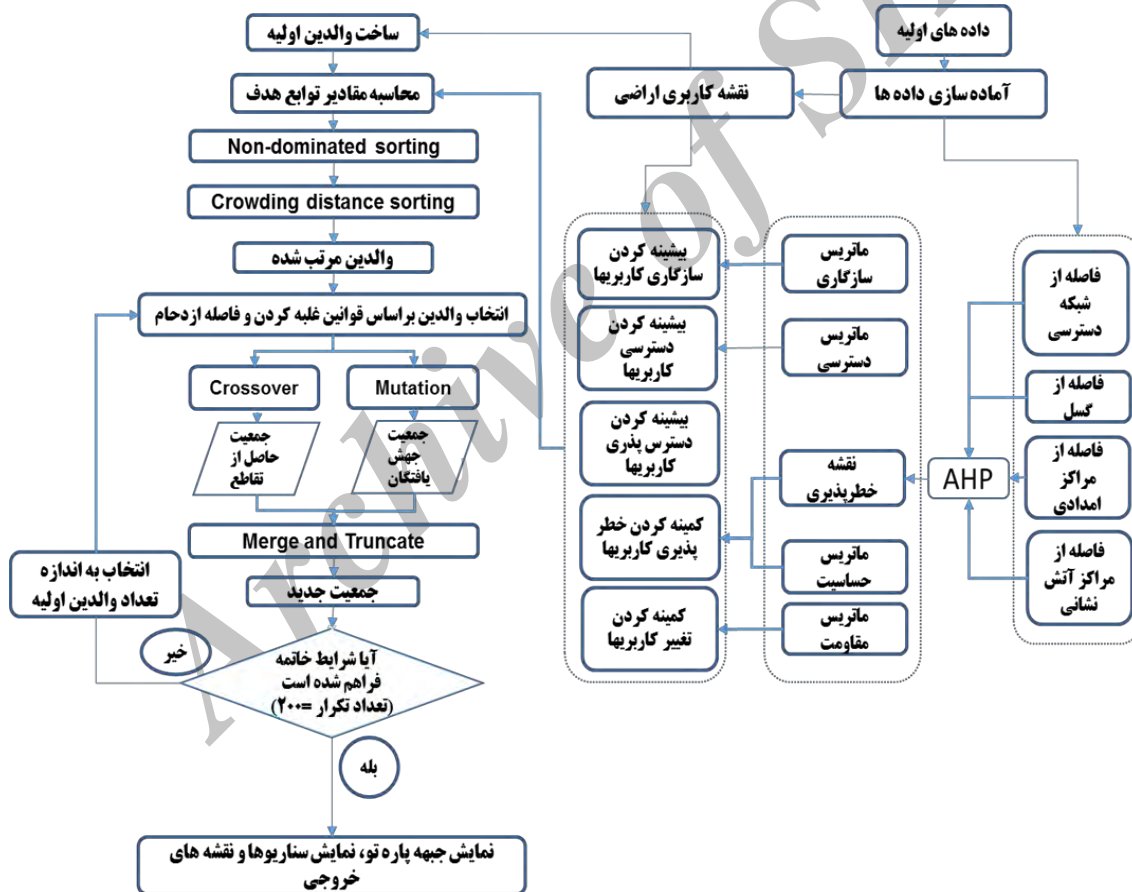 داده های اولیه
آماده سازی داده ها
نقشه کاربری اراضی
ساخت والدین اولیه
محاسبه مقادیر توابع هدف
Non-dominated sorting
Crowding distance sorting
والدین مرتب شده
انتخاب والدین براساس قوانین غلبه کردن و فاصله ازدحام
Crossover
Mutation
جمعیت
حاصل از
تقاطع
جمعیت
جهش
یافتگان
Merge and Truncate
جمعیت جدید
انتخاب به اندازه
تعداد والدین اولیه
خیر
آیا شرایط خاتمه
فراهم شده است
(تعداد تکرار =۲۰۰)
بله
نمایش جبهه پاره تو، نمایش سناریوها و نقشه های
خروجی
بیشینه کردن
سازگاری کاربریها
بیشینه کردن
دسترسی
کاربریها
بیشینه کردن
دسترس پذری
کاربریها
کمینه کردن خطر
پذیری کاربریها
کمینه کردن
تغییر کاربریها
ماتریس
سازگاری
ماتریس
دسترسی
نقشه
خطرپذیری
ماتریس
حساسیت
ماتریس
مقاومت
AHP
فاصله از
شبکه
دسترسی
فاصله از
گسل
فاصله از
مراکز
امدادی
فاصله از
مراکز آتش
نشانی
Archive of SI